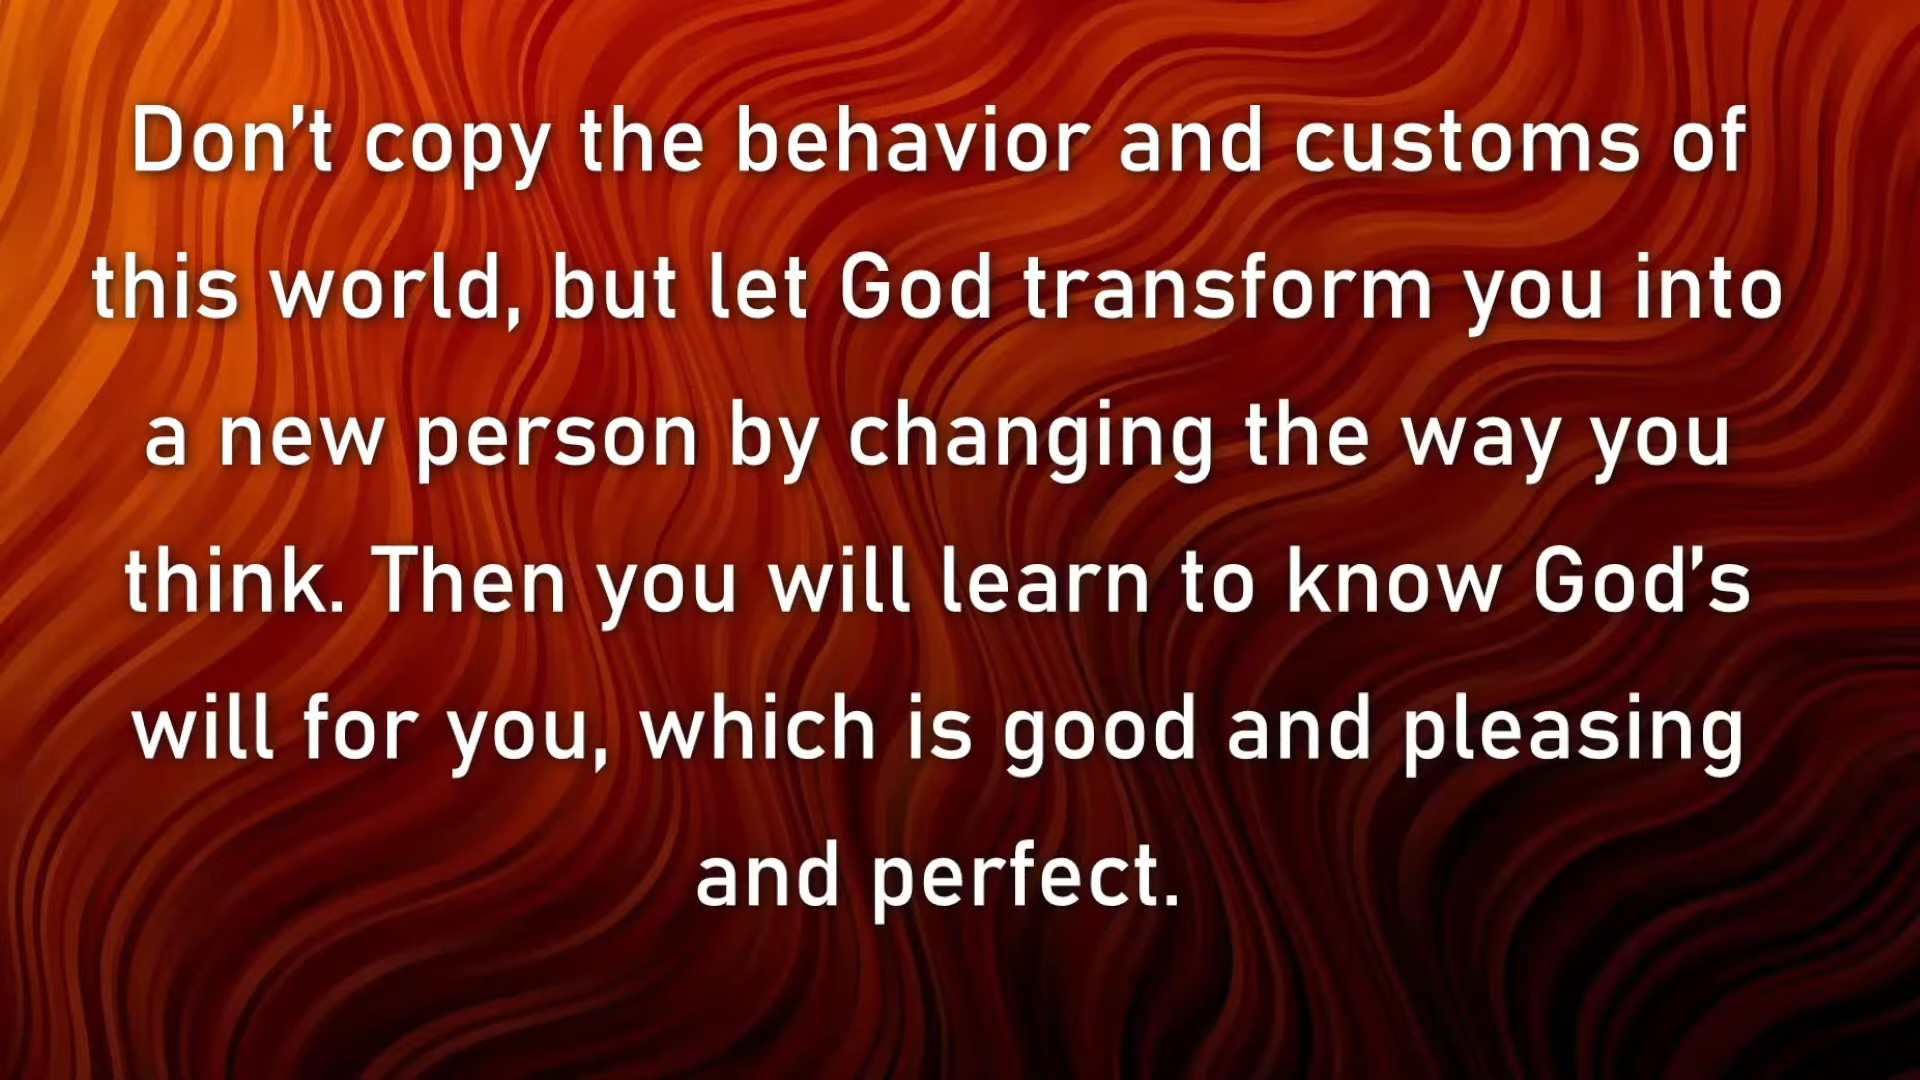 Don’t copy the behavior and customs of
this world, but let God transform you into
a new person by changing the way you
think. Then you will learn to know God’s
will for you, which is good and pleasing
and perfect.